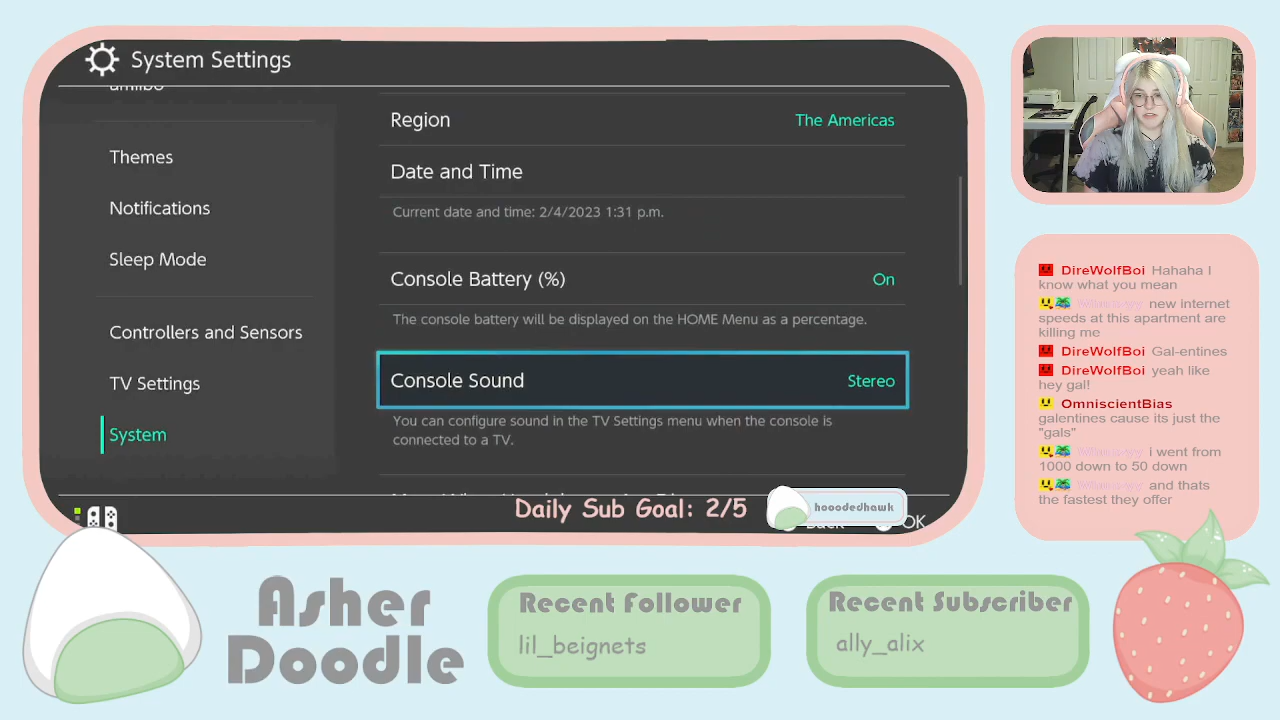 System Settings
amiibo
Themes
Notifications
Sleep Mode
Controllers and Sensors
TV Settings
System
Region The Americas
Date and Time
Current date and time: 2/4/2023 1:31 p.m.
Console Battery (%) On
The console battery will be displayed on the HOME Menu as a percentage.
Console Sound Stereo
You can configure sound in the TV Settings menu when the console is
connected to a TV.
Daily Sub Goal: 2/5
hooodedhawk
Back OK
DireWolfBoi Hahaha I
know what you mean
new internet
speeds at this apartment are
killing me
DireWolfBoi Gal-entines
DireWolfBoi yeah like
hey gal!
OmniscientBias
galentines cause its just the
"gals"
i went from
1000 down to 50 down
and thats
the fastest they offer
Asher
Doodle
Recent Follower
lil_beignets
Recent Subscriber
ally_alix